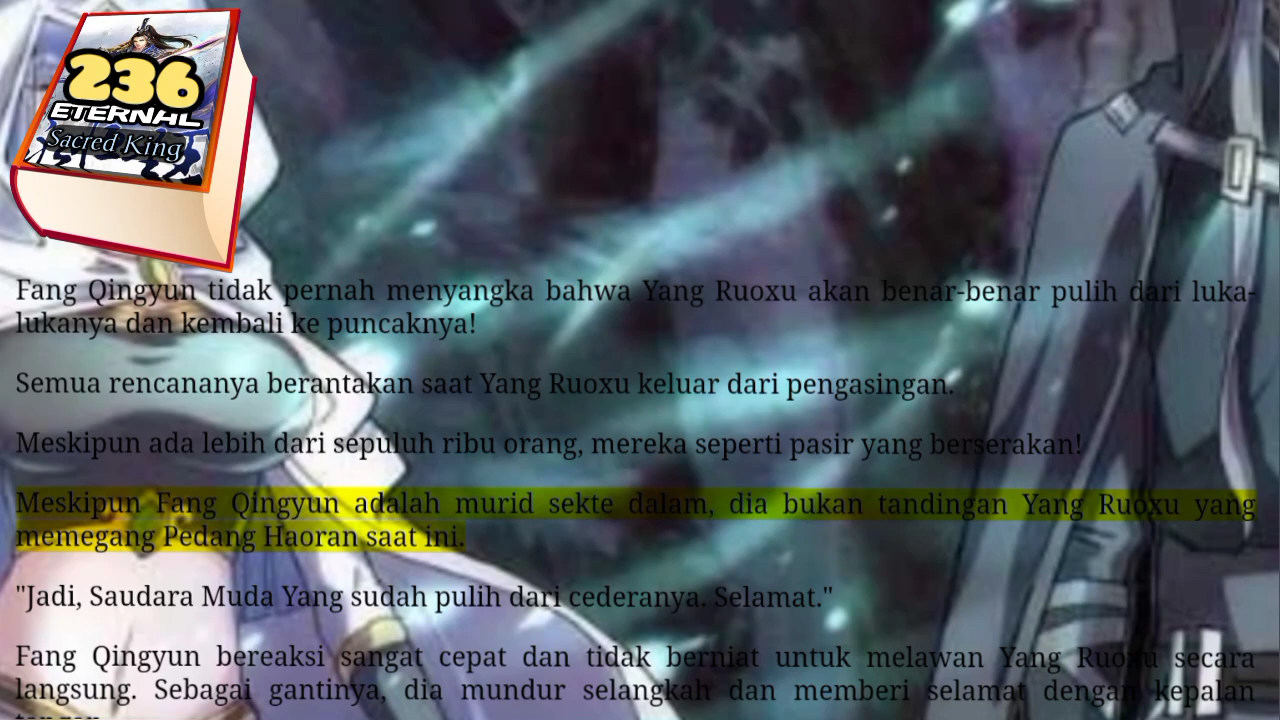 236
ETERNAL
Sacred King
Fang Qingyun tidak pernah menyangka bahwa Yang Ruoxu akan benar-benar pulih dari luka-
lukanya dan kembali ke puncaknya!
Semua rencananya berantakan saat Yang Ruoxu keluar dari pengasingan.
Meskipun ada lebih dari sepuluh ribu orang, mereka seperti pasir yang berserakan!
Meskipun Fang Qingyun adalah murid sekte dalam, dia bukan tandingan Yang Ruoxu yang
memegang Pedang Haoran saat ini.
"Jadi, Saudara Muda Yang sudah pulih dari cederanya. Selamat."
Fang Qingyun bereaksi sangat cepat dan tidak berniat untuk melawan Yang Ruoxu secara
langsung. Sebagai gantinya, dia mundur selangkah dan memberi selamat dengan kepalan